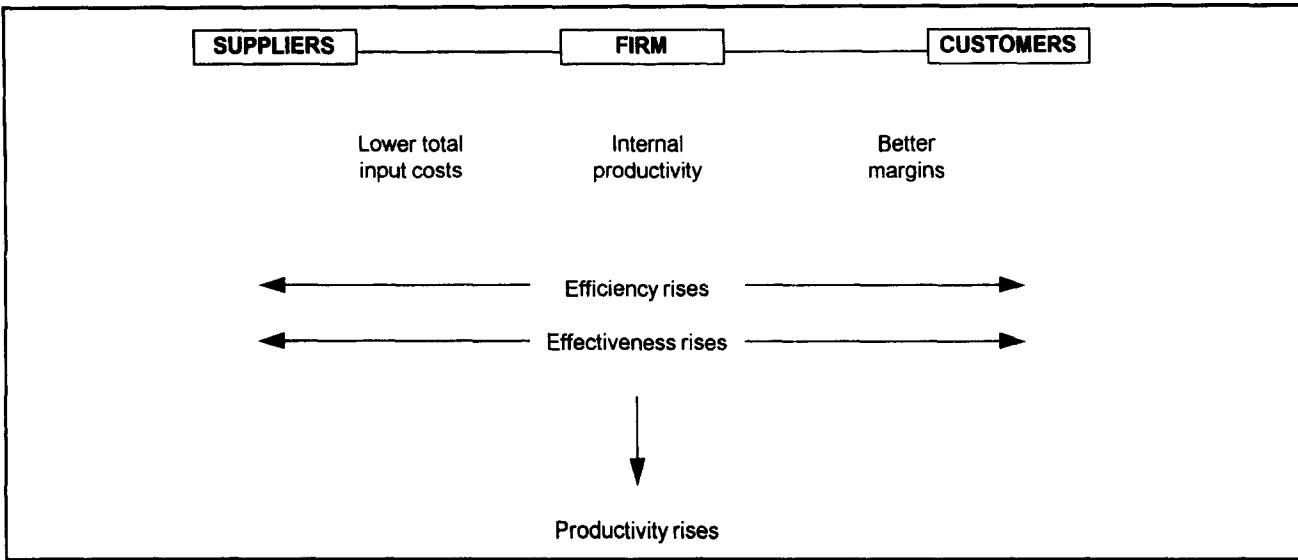 SUPPLIERS FIRM CUSTOMERS
Lower total Internal Better
input costs productivity margins
Efficiency rises
Effectiveness rises
Productivity rises